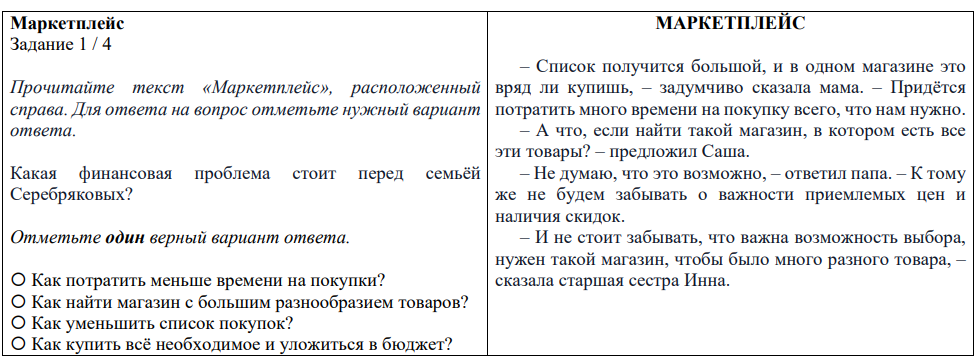 Маркетплейс
Задание 1 / 4
Прочитайте текст «Маркетплейс», расположенный
справа. Для ответа на вопрос отметьте нужный вариант
ответа.
Какая финансовая проблема стоит перед семьёй
Серебряковых?
Отметьте один верный вариант ответа.
Как потратить меньше времени на покупки?
Как найти магазин с большим разнообразием товаров?
Как уменьшить список покупок?
Как купить всё необходимое и уложиться в бюджет?
МАРКЕТПЛЕЙС
– Список получится большой, и в одном магазине это
вряд ли купишь, – задумчиво сказала мама. – Придётся
потратить много времени на покупку всего, что нам нужно.
– А что, если найти такой магазин, в котором есть все
эти товары? – предложил Саша.
– Не думаю, что это возможно, – ответил папа. – К тому
же не будем забывать о важности приемлемых цен и
наличия скидок.
– И не стоит забывать, что важна возможность выбора,
нужен такой магазин, чтобы было много разного товара, –
сказала старшая сестра Инна.